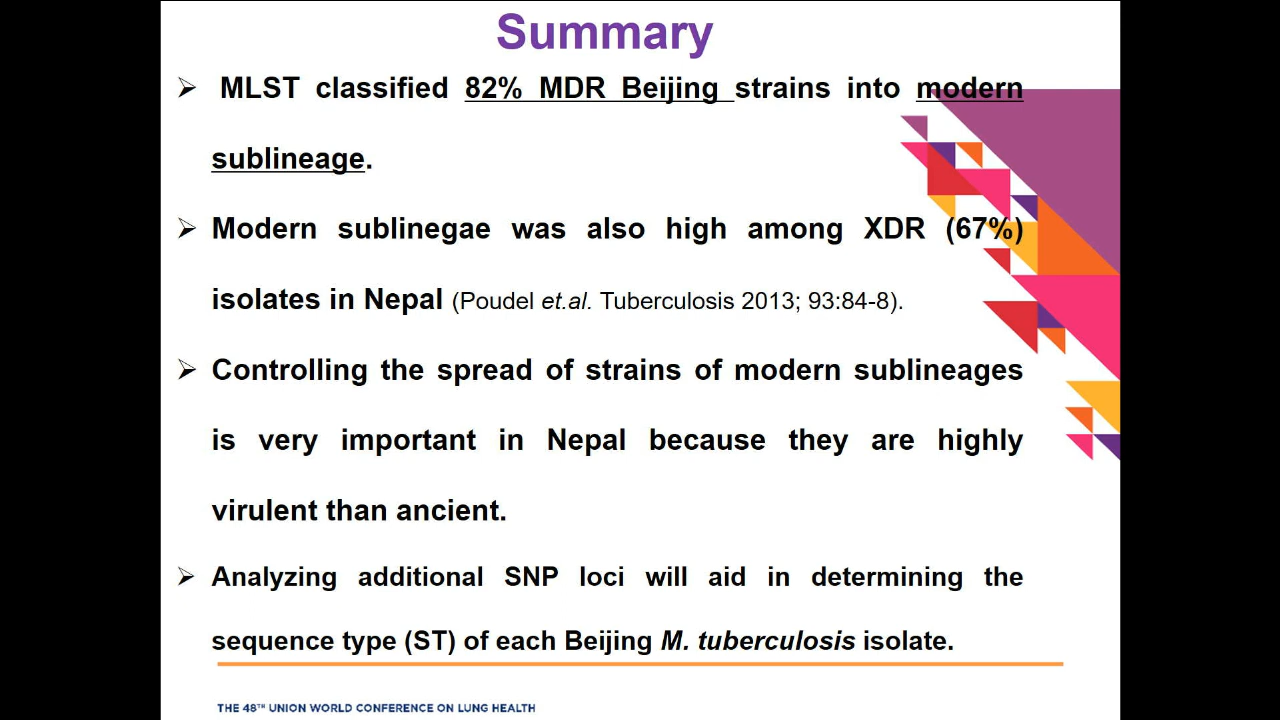 Summary
➢ MLST classified 82% MDR Beijing strains into modern
sublineage.
➢ Modern sublinegae was also high among XDR (67%)
isolates in Nepal (Poudel et.al. Tuberculosis 2013; 93:84-8).
➢ Controlling the spread of strains of modern sublineages
is very important in Nepal because they are highly
virulent than ancient.
➢ Analyzing additional SNP loci will aid in determining the
sequence type (ST) of each Beijing M. tuberculosis isolate.
THE 48TH UNION WORLD CONFERENCE ON LUNG HEALTH